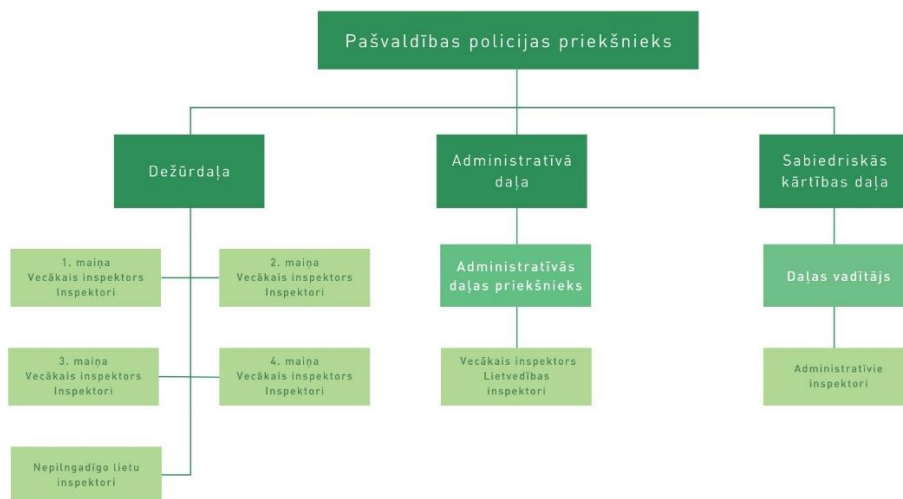 Pašvaldības policijas priekšnieks
Dežūrdaļa
Administratīvā
daļa
Sabiedriskās
kārtības daļa
1. maiņa
Vecākais inspektors
Inspektori
2. maiņa
Vecākais inspektors
Inspektori
Administratīvās
daļas priekšnieks
Daļas vadītājs
3. maiņa
Vecākais inspektors
Inspektori
4. maiņa
Vecākais inspektors
Inspektori
Vecākais inspektors
Lietvedības
inspektori
Administratīvie
inspektori
Nepilngadīgo lietu
inspektori